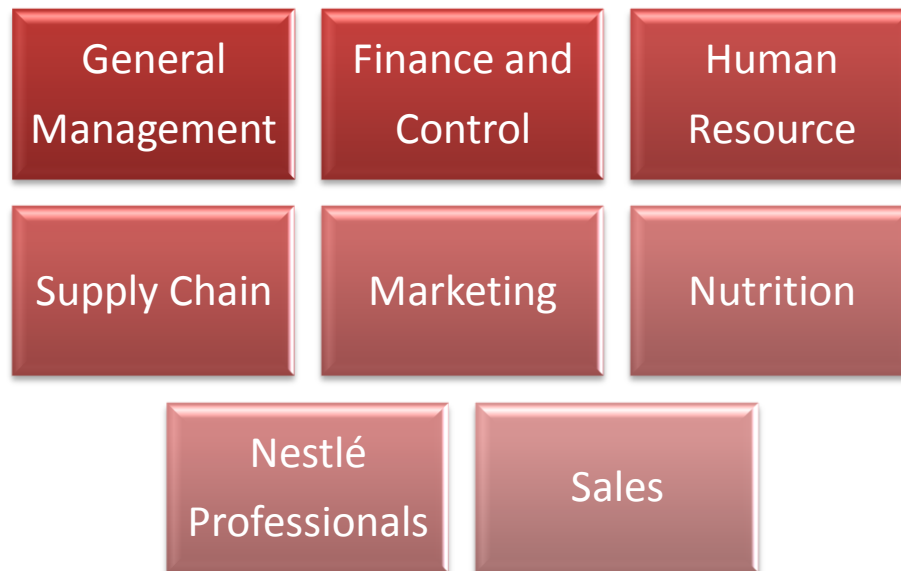 General
Management
Finance and
Control
Human
Resource
Supply Chain
Marketing
Nutrition
Nestlé
Professionals
Sales